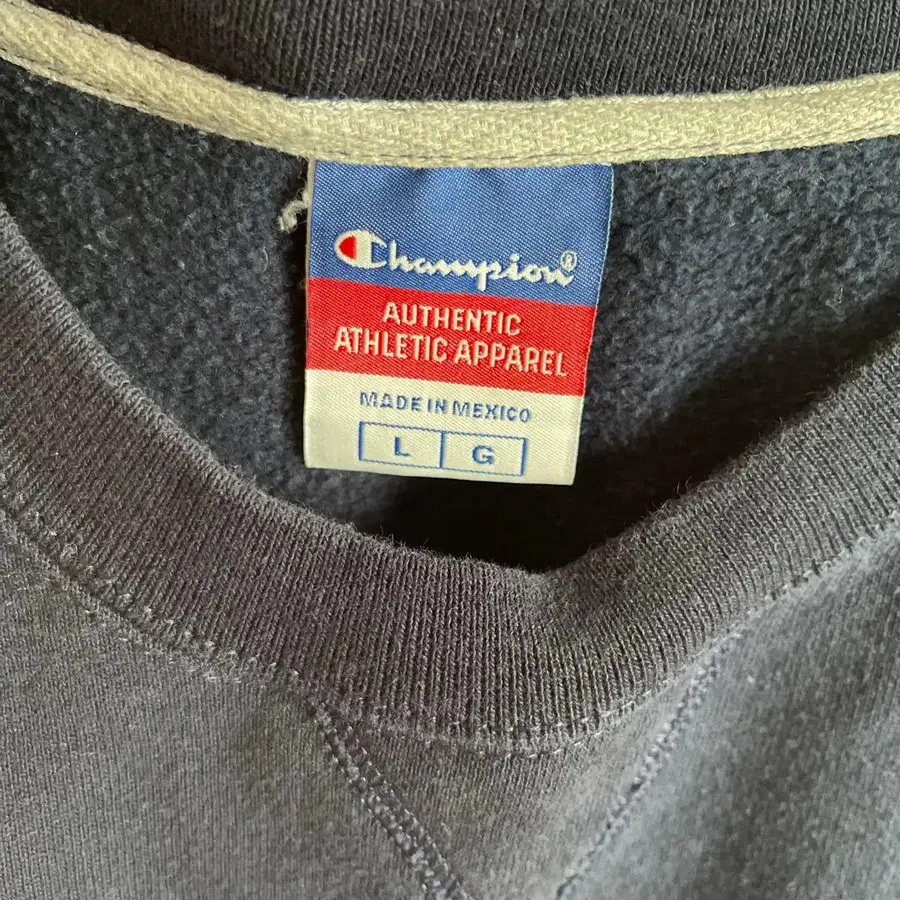 Champion®
AUTHENTIC
ATHLETIC APPAREL
MADE IN MEXICO
L G